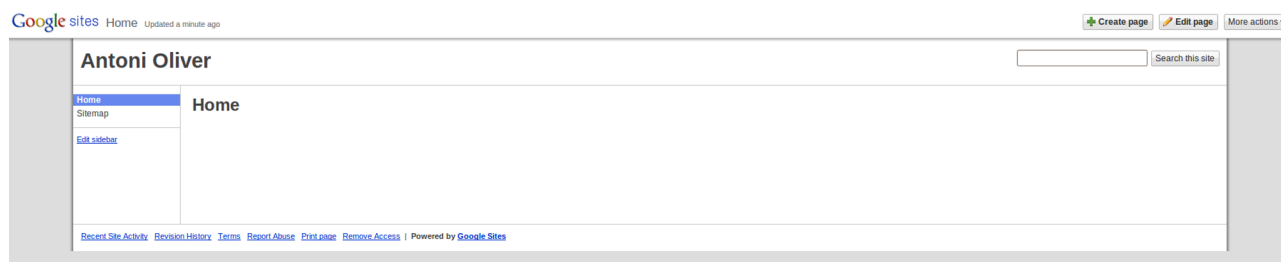 Google sites Home Updated a minute ago Create page Edit page More actions
Antoni Oliver Search this site
Home
Sitemap
Edit sidebar
Home
Recent Site Activity Revision History Terms Report Abuse Print page Remove Access | Powered by Google Sites